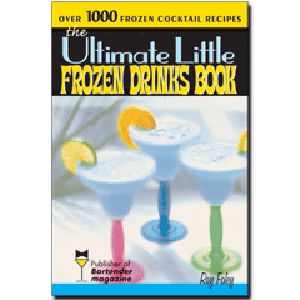 OVER 1000 FROZEN COCKTAIL RECIPES
the
Ultimate Little
FROZEN DRINKS BOOK
Publisher of
Bartender
magazine
Ray Foley